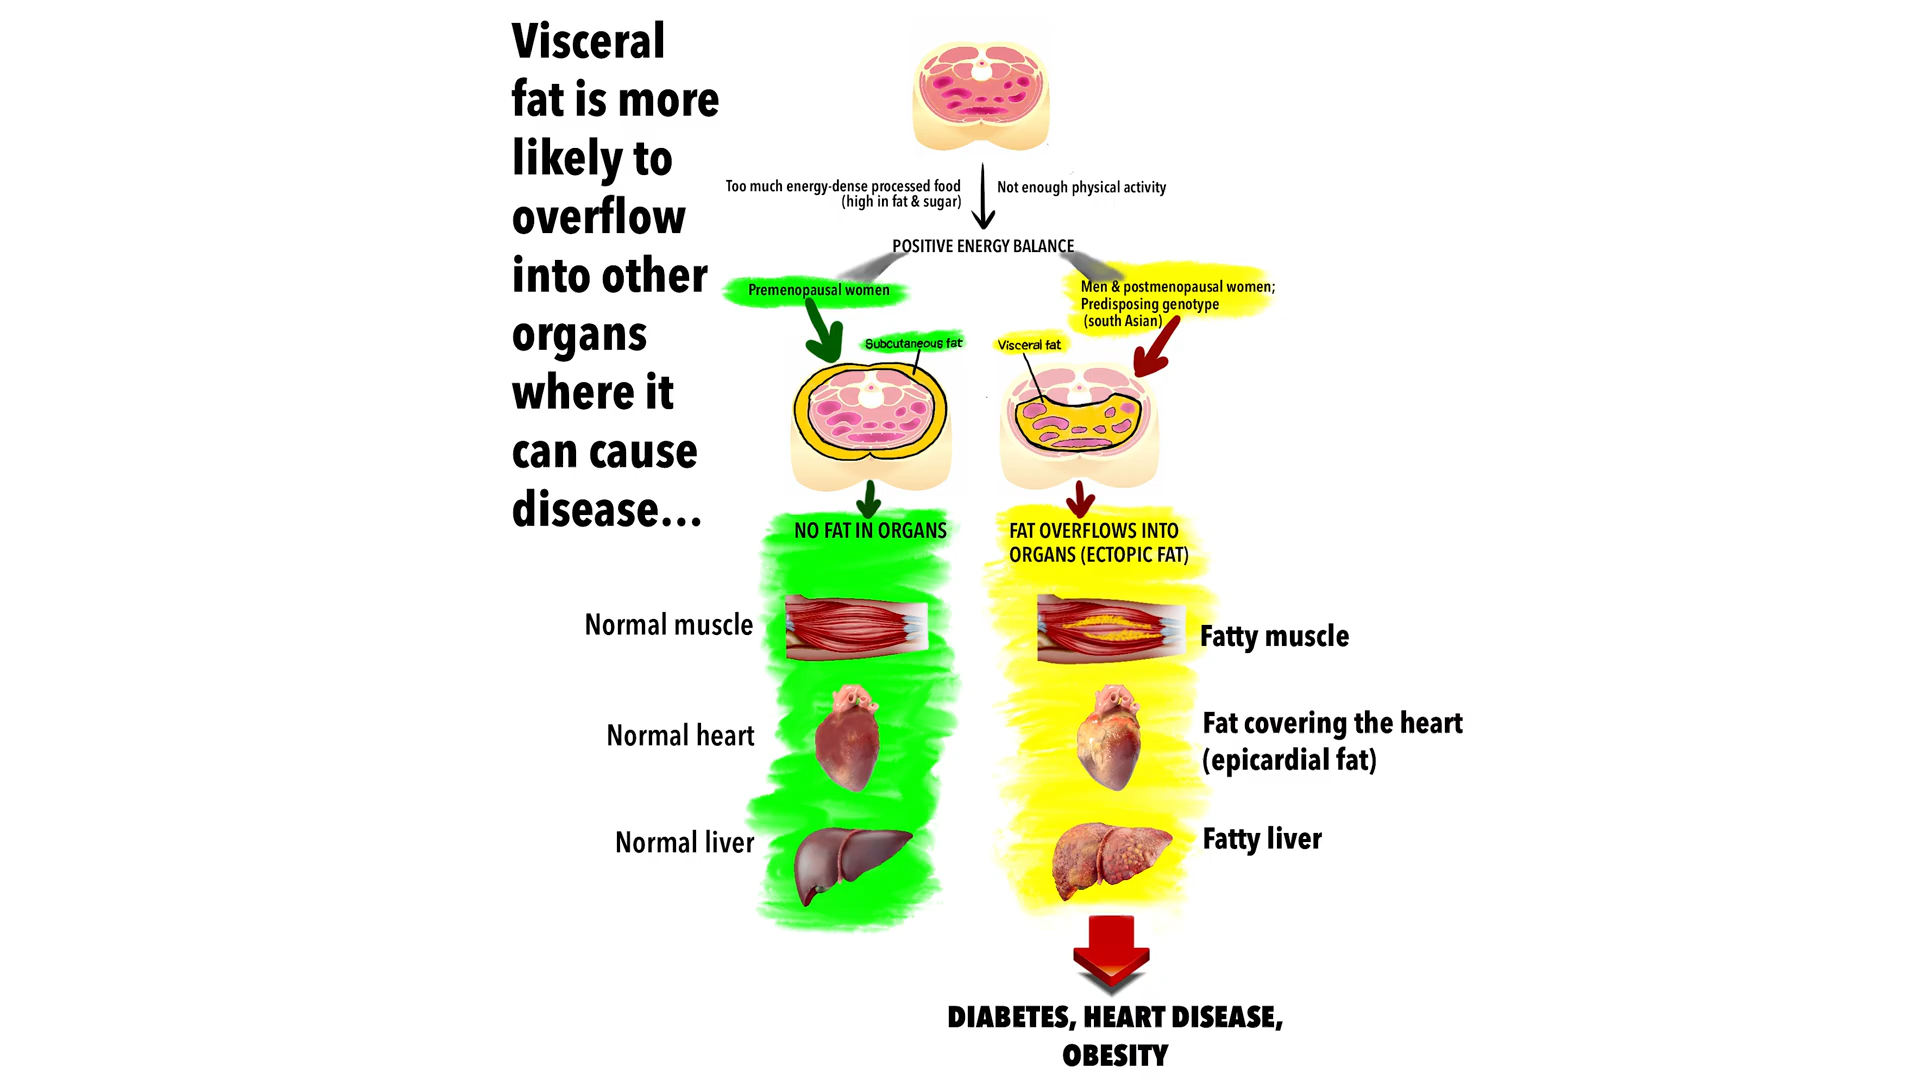 Visceral
fat is more
likely to
overflow
into other
organs
where it
can cause
disease...
Too much energy-dense processed food
(high in fat & sugar)
Not enough physical activity
POSITIVE ENERGY BALANCE
Premenopausal women
Men & postmenopausal women;
Predisposing genotype
(south Asian)
Subcutaneous fat
Visceral fat
NO FAT IN ORGANS
FAT OVERFLOWS INTO
ORGANS (ECTOPIC FAT)
Normal muscle
Fatty muscle
Normal heart
Fat covering the heart
(epicardial fat)
Normal liver
Fatty liver
DIABETES, HEART DISEASE,
OBESITY